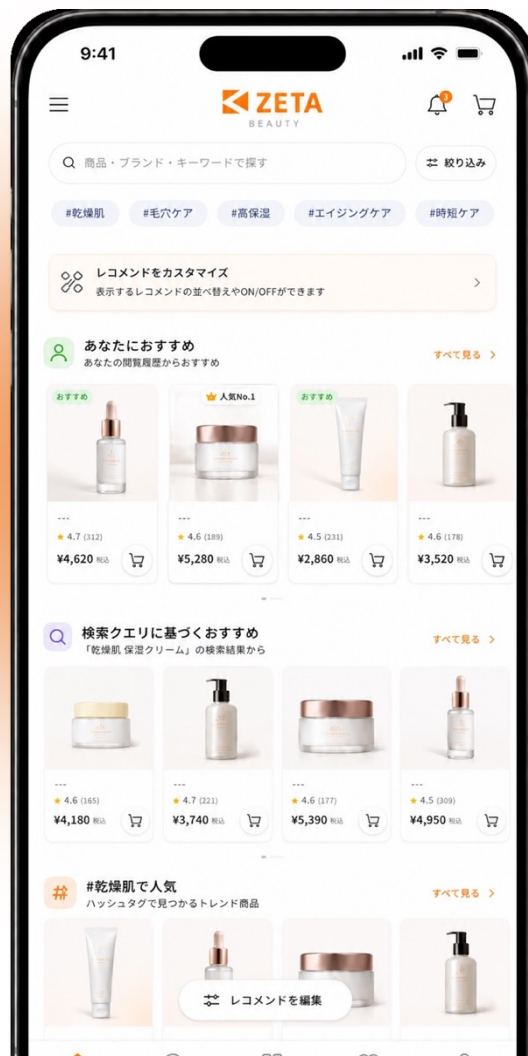 9:41
ZETA
BEAUTY
3
商品・ブランド・キーワードで探す
絞り込み
#乾燥肌
#毛穴ケア
#高保湿
#エイジングケア
#時短ケア
レコメンドをカスタマイズ
表示するレコメンドの並べ替えやON/OFFができます
あなたにおすすめ
あなたの閲覧履歴からおすすめ
すべて見る
おすすめ
人気No.1
おすすめ
---
---
---
---
4.7 (312)
4.6 (189)
4.5 (231)
4.6 (178)
¥4,620 税込
¥5,280 税込
¥2,860 税込
¥3,520 税込
検索クエリに基づくおすすめ
「乾燥肌 保湿クリーム」の検索結果から
すべて見る
---
---
---
---
4.6 (165)
4.7 (221)
4.6 (177)
4.5 (309)
¥4,180 税込
¥3,740 税込
¥5,390 税込
¥4,950 税込
#乾燥肌で人気
ハッシュタグで見つかるトレンド商品
すべて見る
レコメンドを編集